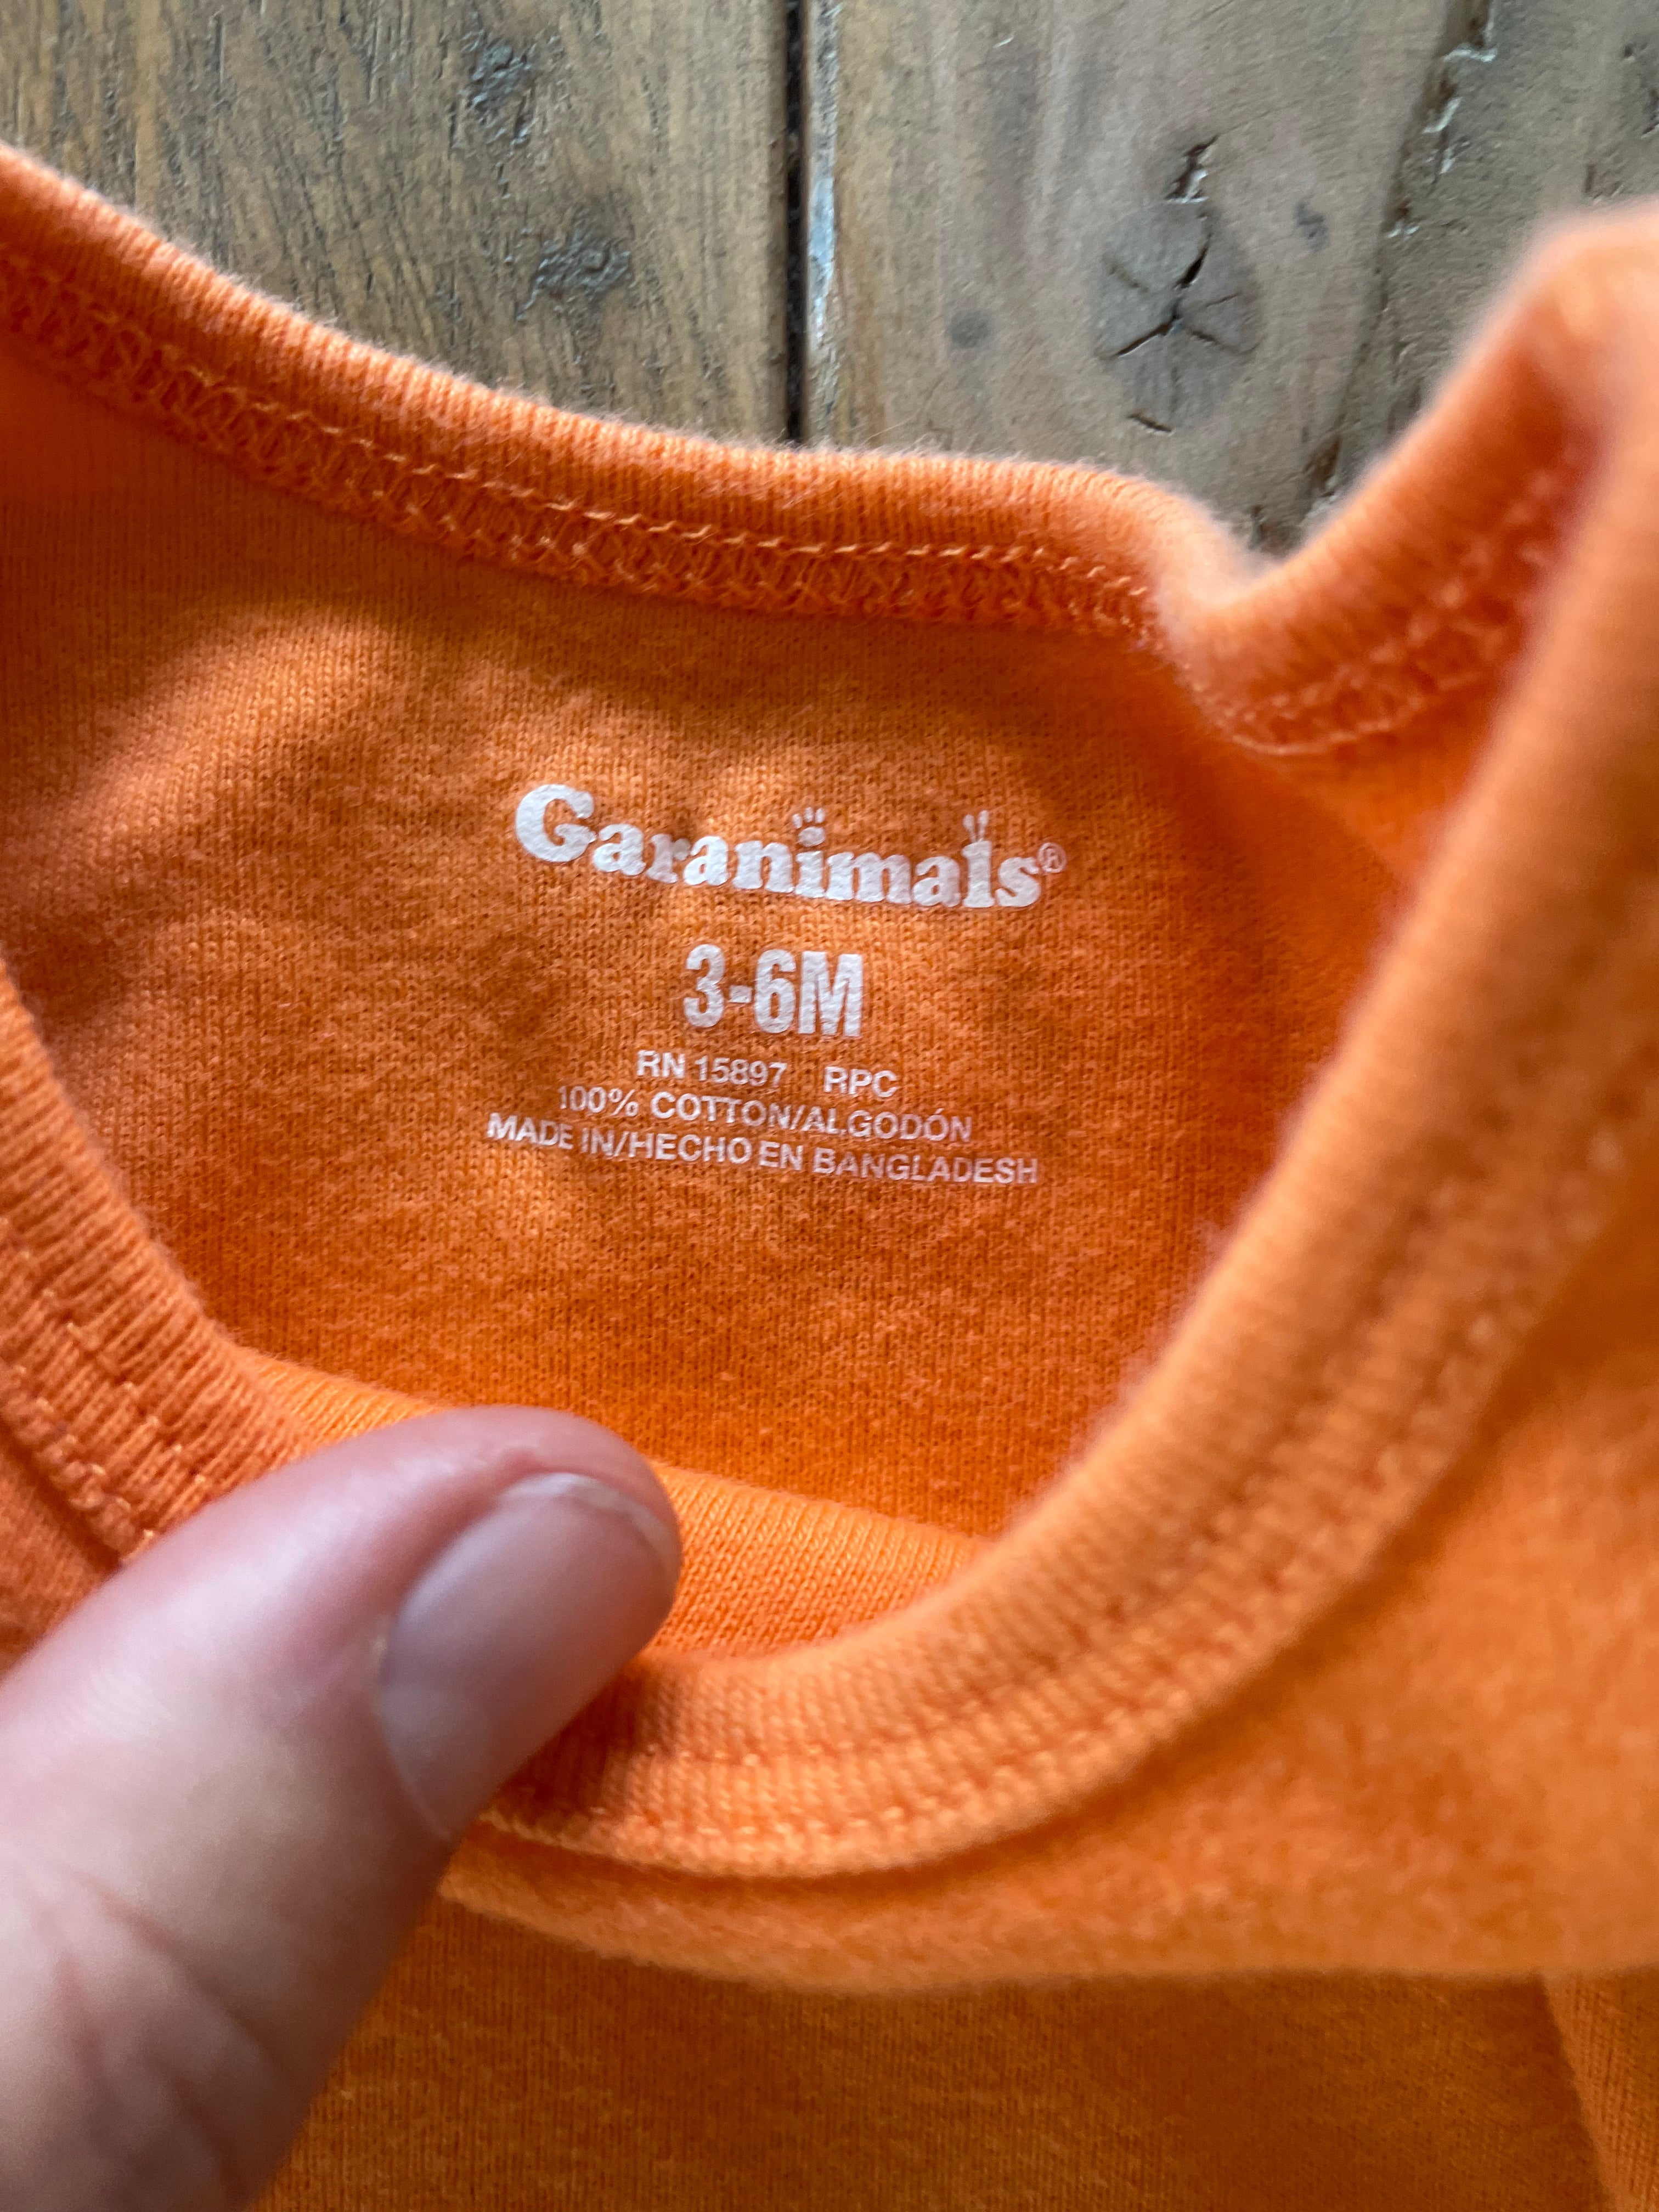 Garanimals®
3-6M
RN 15897 RPC
100% COTTON/ALGODÓN
MADE IN/HECHO EN BANGLADESH